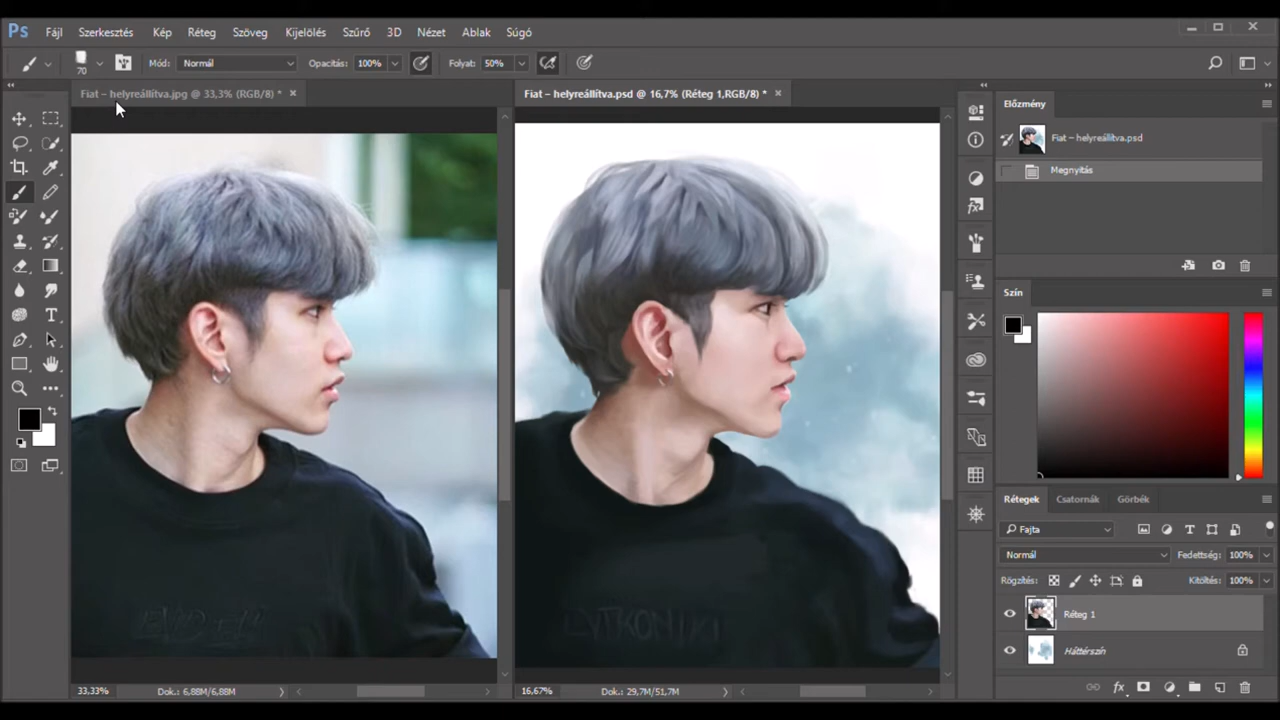 Ps Fájl Szerkesztés Kép Réteg Szöveg Kijelölés Szűrő 3D Nézet Ablak Súgó
70 Mód: Normál Opacitás: 100% Folyat: 50%
Fiat – helyreállítva.jpg @ 33,3% (RGB/8) *
Fiat – helyreállítva.psd @ 16,7% (Réteg 1,RGB/8) *
Előzmény
Fiat – helyreállítva.psd
Megnyitás
Szín
Rétegek Csatornák Görbék
Fajta
Normál Fedettség: 100%
Rögzítés: Kitöltés: 100%
Réteg 1
Háttérszín
33,33% Dok.: 6,88M/6,88M
16,67% Dok.: 29,7M/51,7M